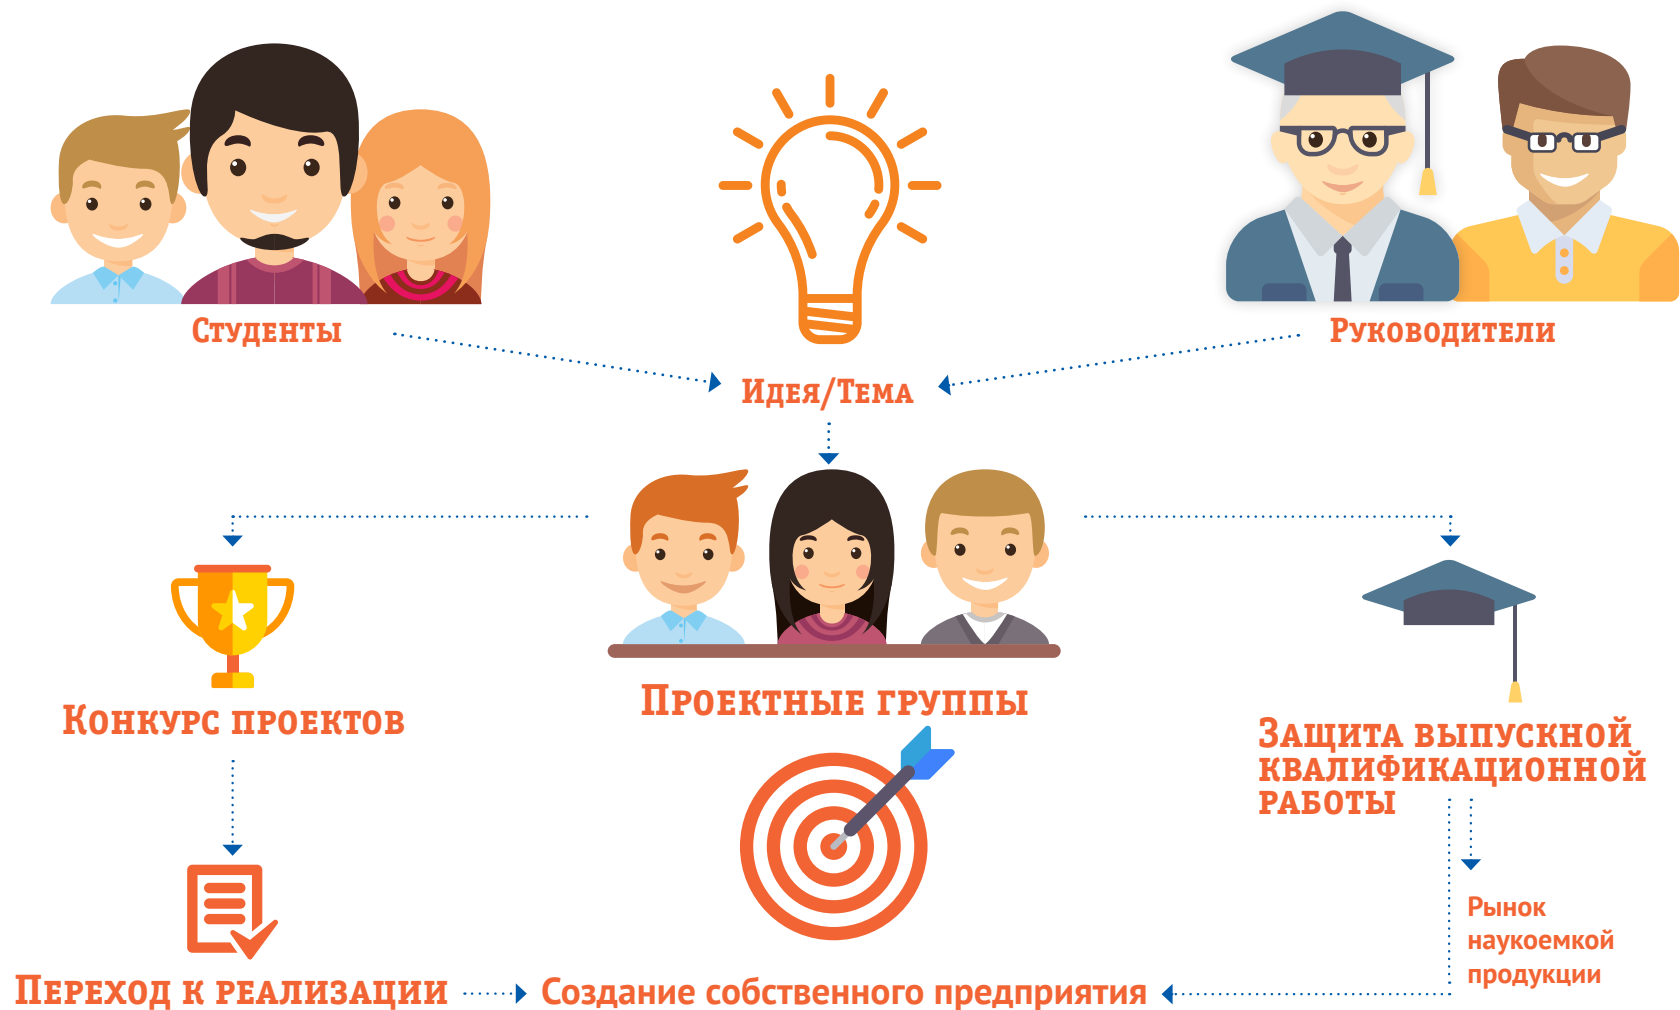 Студенты
Руководители
Идея/Тема
Проектные группы
Конкурс проектов
Защита выпускной
квалификационной
работы
Рынок
наукоемкой
продукции
Переход к реализации
Создание собственного предприятия